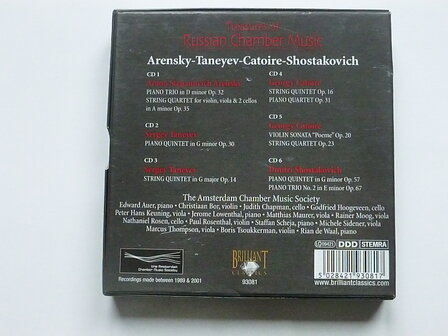 Treasures of
Russian Chamber Music
Arensky-Taneyev-Catoire-Shostakovich
CD 1
Anton Stepanovich Arensky
PIANO TRIO in D minor Op. 32
STRING QUARTET for violin, viola & 2 cellos
in A minor Op. 35
CD 2
Sergey Taneyev
PIANO QUINTET in G minor Op. 30
CD 3
Sergey Taneyev
STRING QUINTET in G major Op. 14
CD 4
Georgy Catoire
STRING QUINTET Op. 16
PIANO QUARTET Op. 31
CD 5
Georgy Catoire
VIOLIN SONATA "Poeme" Op. 20
STRING QUARTET Op. 23
CD 6
Dmitri Shostakovich
PIANO QUINTET in G minor Op. 57
PIANO TRIO No. 2 in E minor Op. 67
The Amsterdam Chamber Music Society
Edward Auer, piano • Christiaan Bor, violin • Judith Chapman, cello • Godfried Hoogeveen, cello
Peter Hans Keuning, viola • Jerome Lowenthal, piano • Matthias Maurer, viola • Rainer Moog, viola
Nathaniel Rosen, cello • Paul Rosenthal, violin • Staffan Scheja, piano • Michele Sidener, viola
Marcus Thompson, viola • Boris Tsoukkerman, violin • Rian de Waal, piano
the Amsterdam
Chamber Music Society
Recordings made between 1989 & 2001
BRILLIANT
CLASSICS
93081
DDD
STEMRA
5 028421 930817
www.brilliantclassics.com